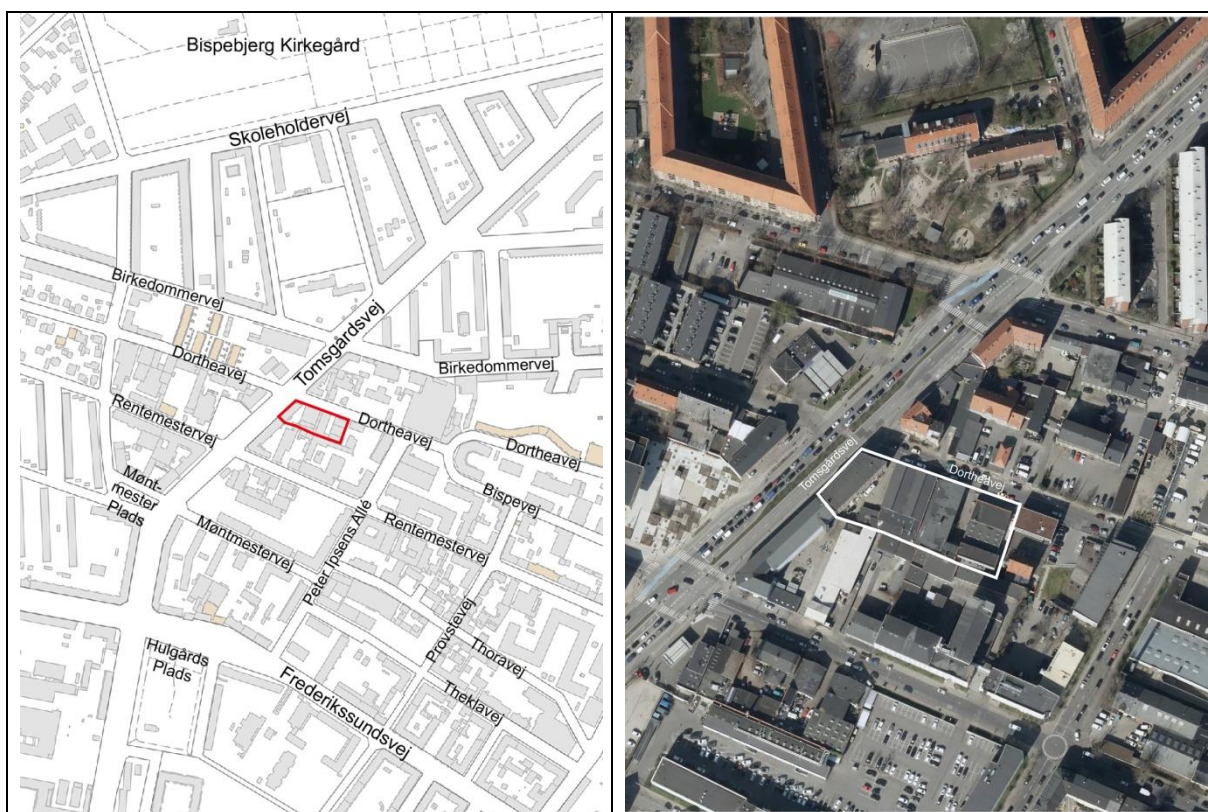 Bispebjerg Kirkegård
Skoleholdervej
Birkedommervej
Tomsgårdsvej
Dortheavej
Birkedommervej
Rentemestervej
Dortheavej
Dortheavej
Mønt-
mester
Plads
Bispevej
Møntmestervej
Peter Ipsens Allé
Rentemestervej
Provstevej
Thoravej
Hulgårds
Plads
Frederikssundsvej
Theklavej
Tomsgårdsvej
Dortheavej